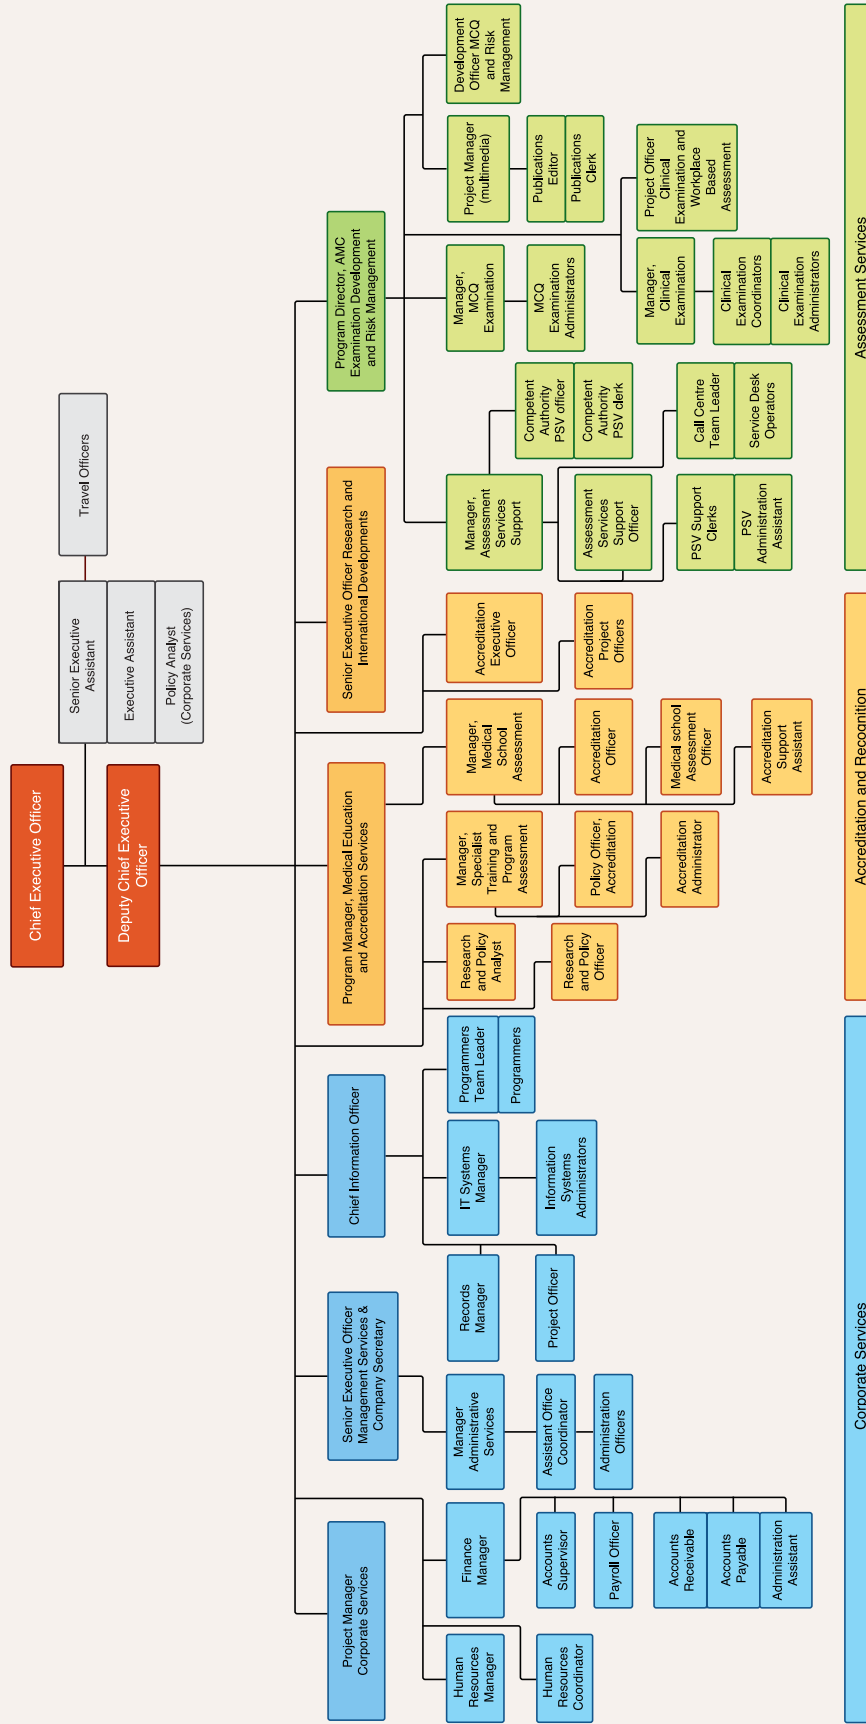 Chief Executive Officer
Deputy Chief Executive
Officer
Senior Executive
Assistant
Executive Assistant
Policy Analyst
(Corporate Services)
Travel Officers
Project Manager
Corporate Services
Senior Executive Officer
Management Services &
Company Secretary
Chief Information Officer
Program Manager, Medical Education
and Accreditation Services
Senior Executive Officer Research and
International Developments
Program Director, AMC
Examination Development
and Risk Management
Human
Resources
Manager
Human
Resources
Coordinator
Finance
Manager
Accounts
Supervisor
Payroll Officer
Accounts
Receivable
Accounts
Payable
Administration
Assistant
Manager
Administrative
Services
Assistant Office
Coordinator
Administration
Officers
Records
Manager
Project Officer
IT Systems
Manager
Information
Systems
Administrators
Programmers
Team Leader
Programmers
Research
and Policy
Analyst
Research
and Policy
Officer
Manager,
Specialist
Training and
Program
Assessment
Policy Officer,
Accreditation
Accreditation
Administrator
Manager,
Medical
School
Assessment
Accreditation
Officer
Medical school
Assessment
Officer
Accreditation
Support
Assistant
Accreditation
Executive
Officer
Accreditation
Project
Officers
Manager,
Assessment
Services
Support
Competent
Authority
PSV officer
Competent
Authority
PSV clerk
Assessment
Services
Support
Officer
PSV Support
Clerks
PSV
Administration
Assistant
Call Centre
Team Leader
Service Desk
Operators
Manager,
MCQ
Examination
MCQ
Examination
Administrators
Manager,
Clinical
Examination
Clinical
Examination
Coordinators
Clinical
Examination
Administrators
Project Officer
Clinical
Examination and
Workplace
Based
Assessment
Project Manager
(multimedia)
Publications
Editor
Publications
Clerk
Development
Officer MCQ
and Risk
Management
Corporate Services
Accreditation and Recognition
Assessment Services